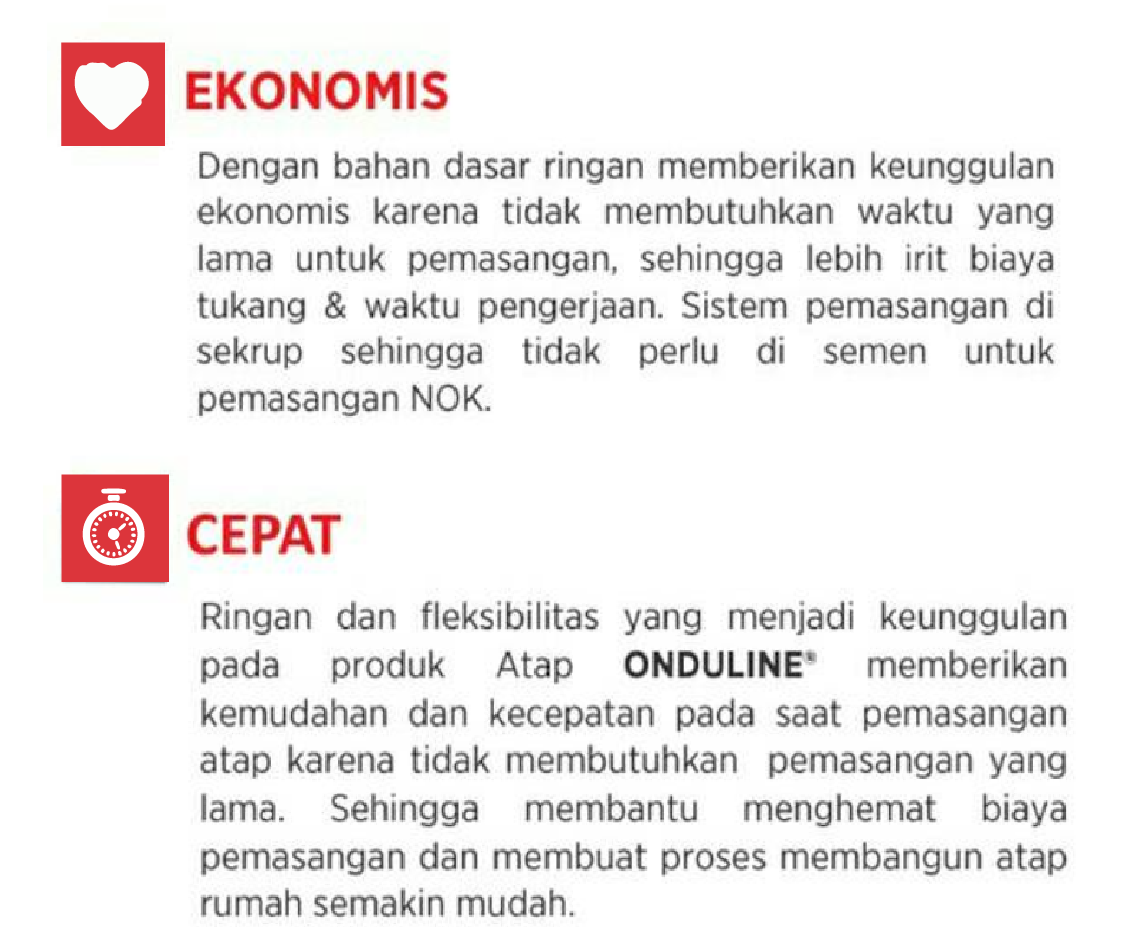 EKONOMIS
Dengan bahan dasar ringan memberikan keunggulan
ekonomis karena tidak membutuhkan waktu yang
lama untuk pemasangan, sehingga lebih irit biaya
tukang & waktu pengerjaan. Sistem pemasangan di
sekrup sehingga tidak perlu di semen untuk
pemasangan NOK.
CEPAT
Ringan dan fleksibilitas yang menjadi keunggulan
pada produk Atap ONDULINE® memberikan
kemudahan dan kecepatan pada saat pemasangan
atap karena tidak membutuhkan pemasangan yang
lama. Sehingga membantu menghemat biaya
pemasangan dan membuat proses membangun atap
rumah semakin mudah.